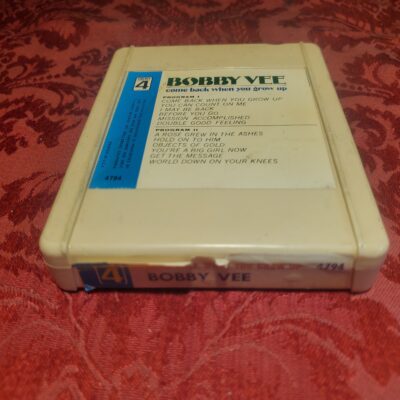 4
BOBBY VEE
come back when you grow up
PROGRAM I
COME BACK WHEN YOU GROW UP
YOU CAN COUNT ON ME
I MAY BE GONE
BEFORE YOU GO
MISSION ACCOMPLISHED
DOUBLE GOOD FEELING
PROGRAM II
A ROSE GREW IN THE ASHES
HOLD ON TO HIM
OBJECTS OF GOLD
YOU'RE A BIG GIRL NOW
GET THE MESSAGE
WORLD DOWN ON YOUR KNEES
4794
4
BOBBY VEE
4794